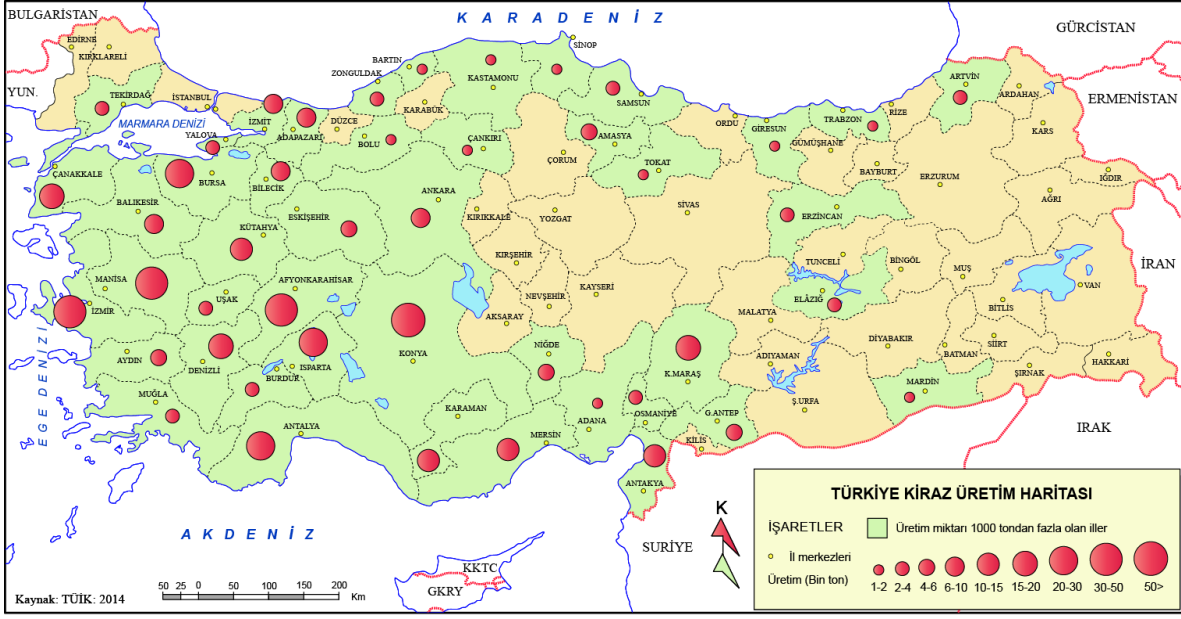 BULGARİSTAN
K A R A D E N İ Z
GÜRCİSTAN
YUN.
ERMENİSTAN
EDİRNE
KIRKLARELİ
TEKİRDAĞ
İSTANBUL
MARMARA DENİZİ
YALOVA
İZMİT
ADAPAZARI
DÜZCE
ZONGULDAK
BARTIN
KARABÜK
KASTAMONU
SİNOP
SAMSUN
BOLU
ÇANKIRI
AMASYA
ÇORUM
TOKAT
ORDU
GİRESUN
TRABZON
RİZE
GÜMÜŞHANE
BAYBURT
ARTVİN
ARDAHAN
KARS
IĞDIR
AĞRI
ERZURUM
ERZİNCAN
SİVAS
ÇANAKKALE
BALIKESİR
BURSA
BİLECİK
ESKİŞEHİR
KÜTAHYA
ANKARA
KIRIKKALE
YOZGAT
KIRŞEHİR
NEVŞEHİR
KAYSERİ
AKSARAY
MANİSA
İZMİR
UŞAK
AFYONKARAHİSAR
AYDIN
DENİZLİ
BURDUR
ISPARTA
KONYA
NİĞDE
MUĞLA
ANTALYA
KARAMAN
MERSİN
ADANA
OSMANİYE
K.MARAŞ
G.ANTEP
KİLİS
ANTAKYA
MALATYA
ADIYAMAN
Ş.URFA
TUNCELİ
ELÂZIĞ
BİNGÖL
MUŞ
BİTLİS
VAN
DİYABAKIR
BATMAN
SİİRT
ŞIRNAK
HAKKARİ
MARDİN
İRAN
IRAK
SURİYE
EGE DENİZİ
A K D E N İ Z
KKTC
GKRY
K
Kaynak: TÜİK: 2014
50 25 0 50 100 150 200
Km
TÜRKİYE KİRAZ ÜRETİM HARİTASI
İŞARETLER
Üretim miktarı 1000 tondan fazla olan iller
İl merkezleri
Üretim (Bin ton)
1-2 2-4 4-6 6-10 10-15 15-20 20-30 30-50 50>